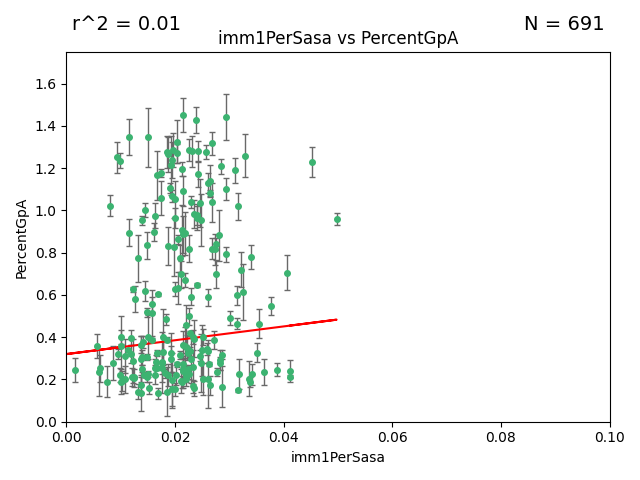 r^2 = 0.01
N = 691
imm1PerSasa vs PercentGpA
PercentGpA
1.6
1.4
1.2
1.0
0.8
0.6
0.4
0.2
0.0
0.00 0.02 0.04 0.06 0.08 0.10
imm1PerSasa